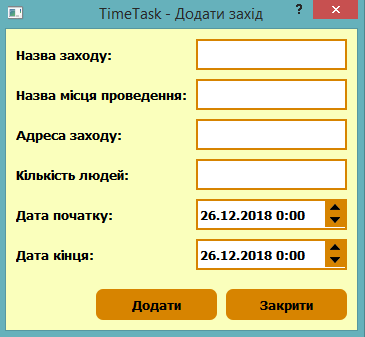 TimeTask - Додати захід
?
Назва заходу:
Назва місця проведення:
Адреса заходу:
Кількість людей:
Дата початку: 26.12.2018 0:00
Дата кінця: 26.12.2018 0:00
Додати Закрити